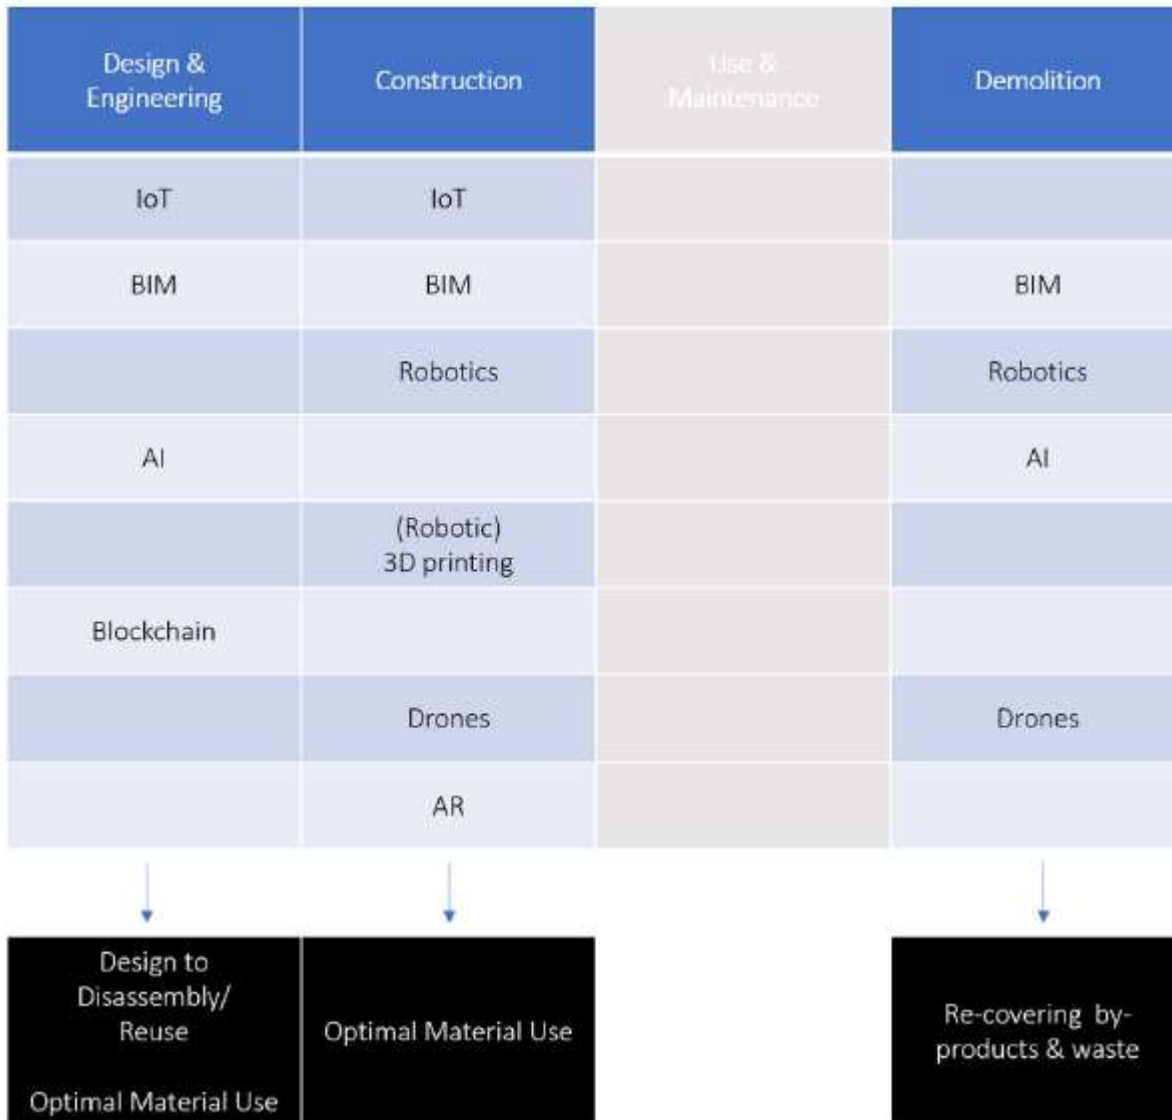 Design &
Engineering
Construction
Use &
Maintenance
Demolition
IoT
IoT
BIM
BIM
BIM
Robotics
Robotics
AI
AI
(Robotic)
3D printing
Blockchain
Drones
Drones
AR
Design to
Disassembly/
Reuse
Optimal Material Use
Optimal Material Use
Re-covering by-
products & waste